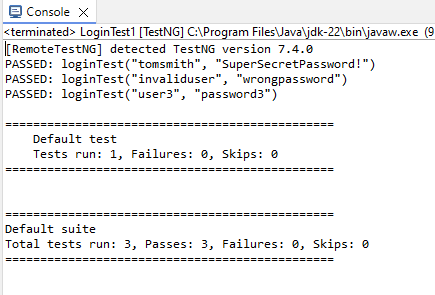 Console
<terminated> LoginTest1 [TestNG] C:\Program Files\Java\jdk-22\bin\javaw.exe (9
[RemoteTestNG] detected TestNG version 7.4.0
PASSED: loginTest("tomsmith", "SuperSecretPassword!")
PASSED: loginTest("invaliduser", "wrongpassword")
PASSED: loginTest("user3", "password3")
===============================================
Default test
Tests run: 1, Failures: 0, Skips: 0
===============================================
===============================================
Default suite
Total tests run: 3, Passes: 3, Failures: 0, Skips: 0
===============================================